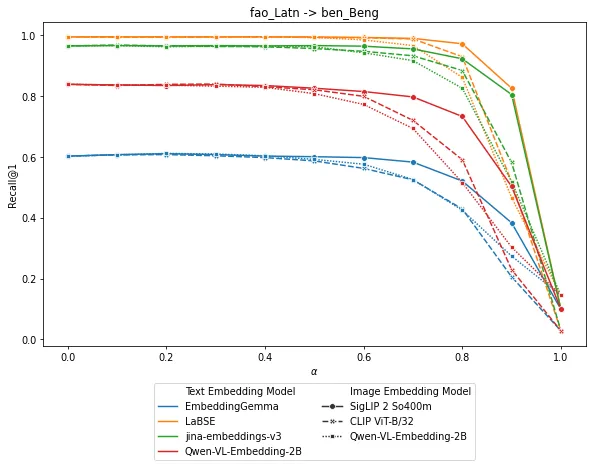 fao_Latn -> ben_Beng
Recall@1
1.0
0.8
0.6
0.4
0.2
0.0
0.0 0.2 0.4 0.6 0.8 1.0
α
Text Embedding Model
EmbeddingGemma
LaBSE
jina-embeddings-v3
Qwen-VL-Embedding-2B
Image Embedding Model
SigLIP 2 So400m
CLIP ViT-B/32
Qwen-VL-Embedding-2B